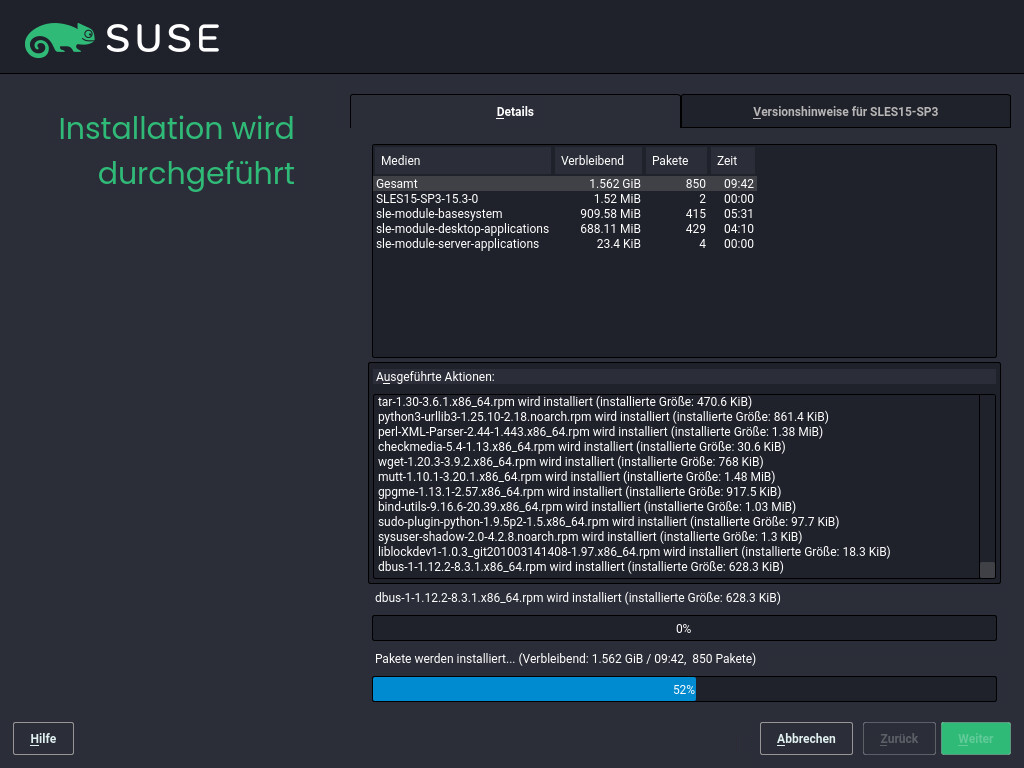 SUSE
Installation wird
durchgeführt
Details
Versionshinweise für SLES15-SP3
Medien Verbleibend Pakete Zeit
Gesamt 1.562 GiB 850 09:42
SLES15-SP3-15.3-0 1.52 MiB 2 00:00
sle-module-basesystem 909.58 MiB 415 05:31
sle-module-desktop-applications 688.11 MiB 429 04:10
sle-module-server-applications 23.4 KiB 4 00:00
Ausgeführte Aktionen:
tar-1.30-3.6.1.x86_64.rpm wird installiert (installierte Größe: 470.6 KiB)
python3-urllib3-1.25.10-2.18.noarch.rpm wird installiert (installierte Größe: 861.4 KiB)
perl-XML-Parser-2.44-1.443.x86_64.rpm wird installiert (installierte Größe: 1.38 MiB)
checkmedia-5.4-1.13.x86_64.rpm wird installiert (installierte Größe: 30.6 KiB)
wget-1.20.3-3.9.2.x86_64.rpm wird installiert (installierte Größe: 768 KiB)
mutt-1.10.1-3.20.1.x86_64.rpm wird installiert (installierte Größe: 1.48 MiB)
gpgme-1.13.1-2.57.x86_64.rpm wird installiert (installierte Größe: 917.5 KiB)
bind-utils-9.16.6-20.39.x86_64.rpm wird installiert (installierte Größe: 1.03 MiB)
sudo-plugin-python-1.9.5p2-1.5.x86_64.rpm wird installiert (installierte Größe: 97.7 KiB)
sysuser-shadow-2.0-4.2.8.noarch.rpm wird installiert (installierte Größe: 1.3 KiB)
liblockdev1-1.0.3_git201003141408-1.97.x86_64.rpm wird installiert (installierte Größe: 18.3 KiB)
dbus-1-1.12.2-8.3.1.x86_64.rpm wird installiert (installierte Größe: 628.3 KiB)
dbus-1-1.12.2-8.3.1.x86_64.rpm wird installiert (installierte Größe: 628.3 KiB)
0%
Pakete werden installiert... (Verbleibend: 1.562 GiB / 09:42, 850 Pakete)
52%
Hilfe Abbrechen Zurück Weiter